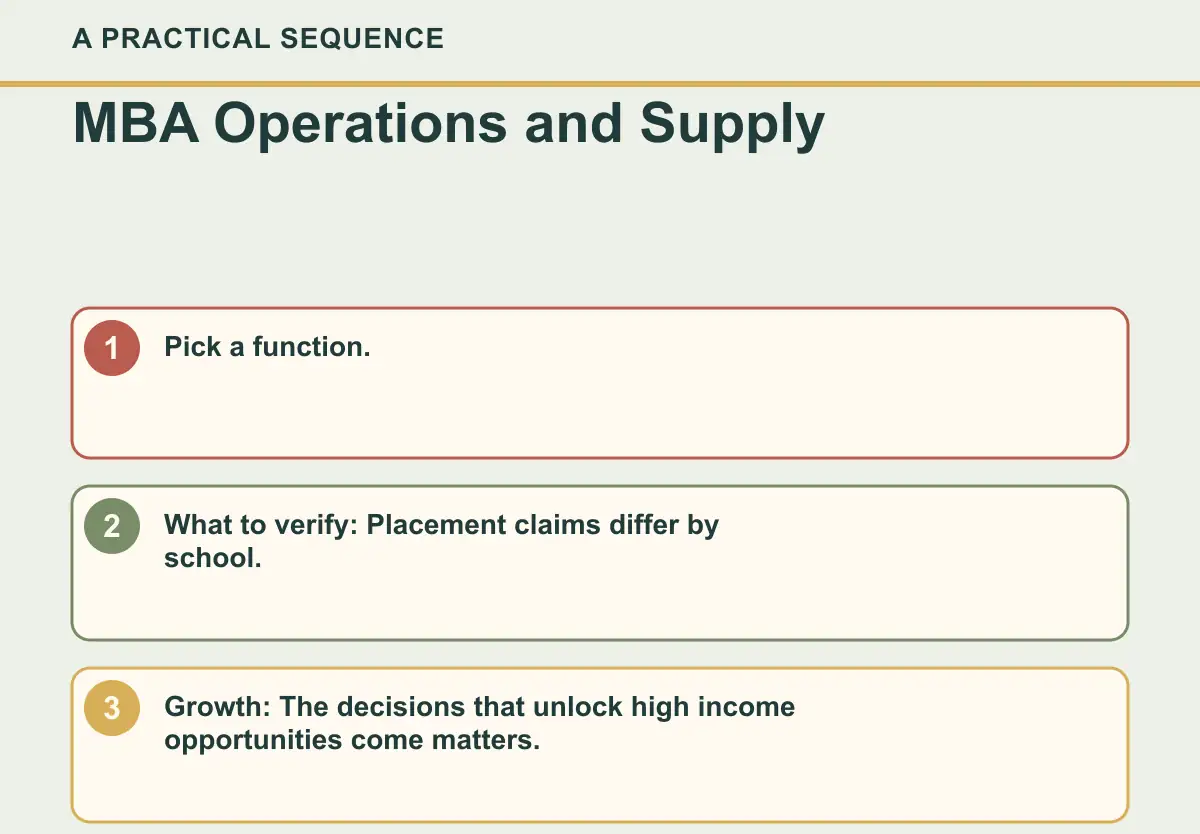 A PRACTICAL SEQUENCE
MBA Operations and Supply
1
Pick a function.
2
What to verify: Placement claims differ by
school.
3
Growth: The decisions that unlock high income
opportunities come matters.